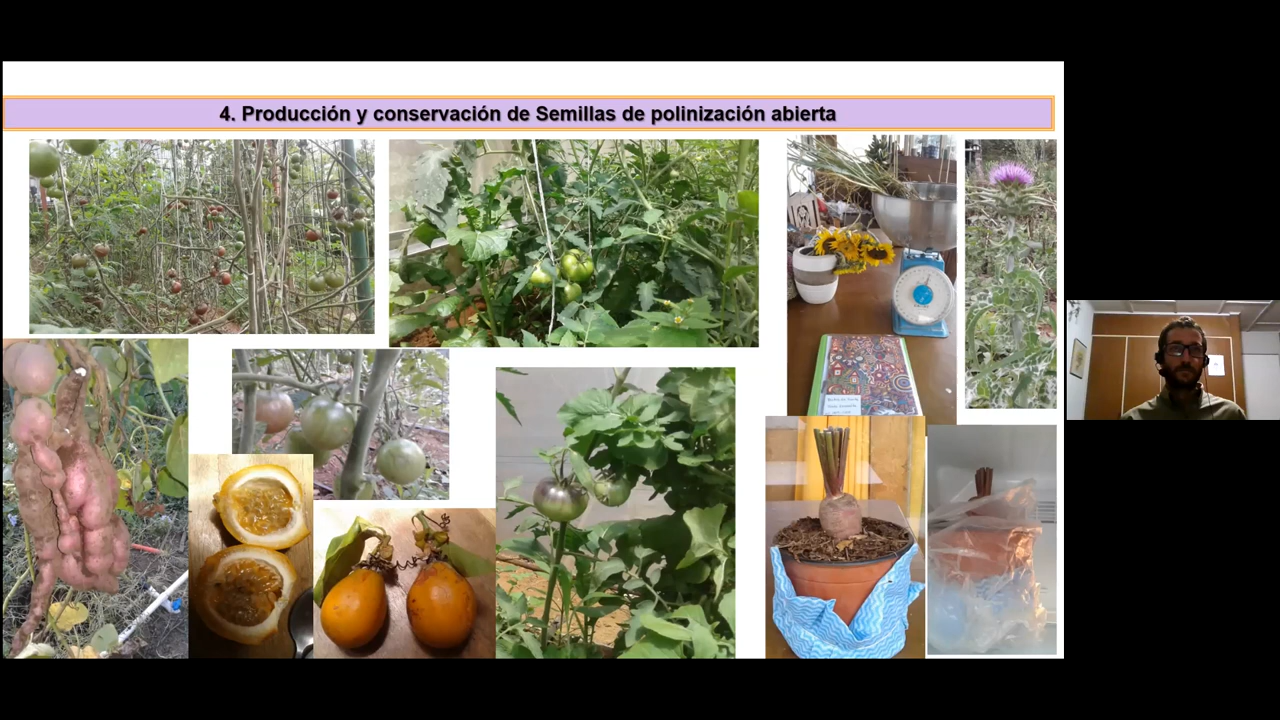 4. Producción y conservación de Semillas de polinización abierta